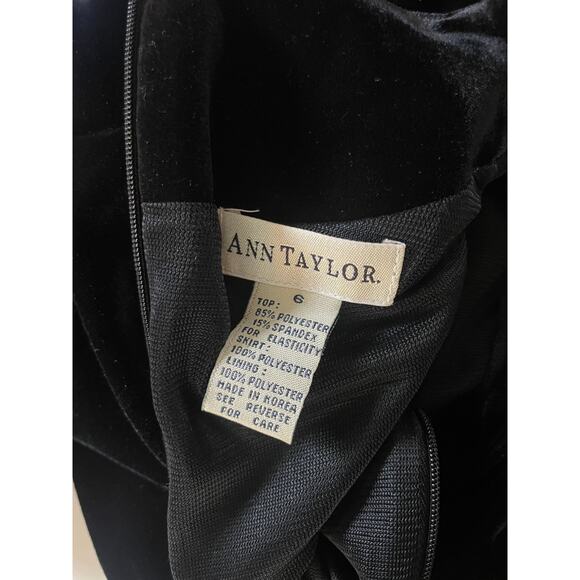 ANN TAYLOR.
6
TOP:
85% POLYESTER
15% SPANDEX
FOR ELASTICITY
SKIRT:
100% POLYESTER
LINING:
100% POLYESTER
MADE IN KOREA
SEE REVERSE
FOR CARE